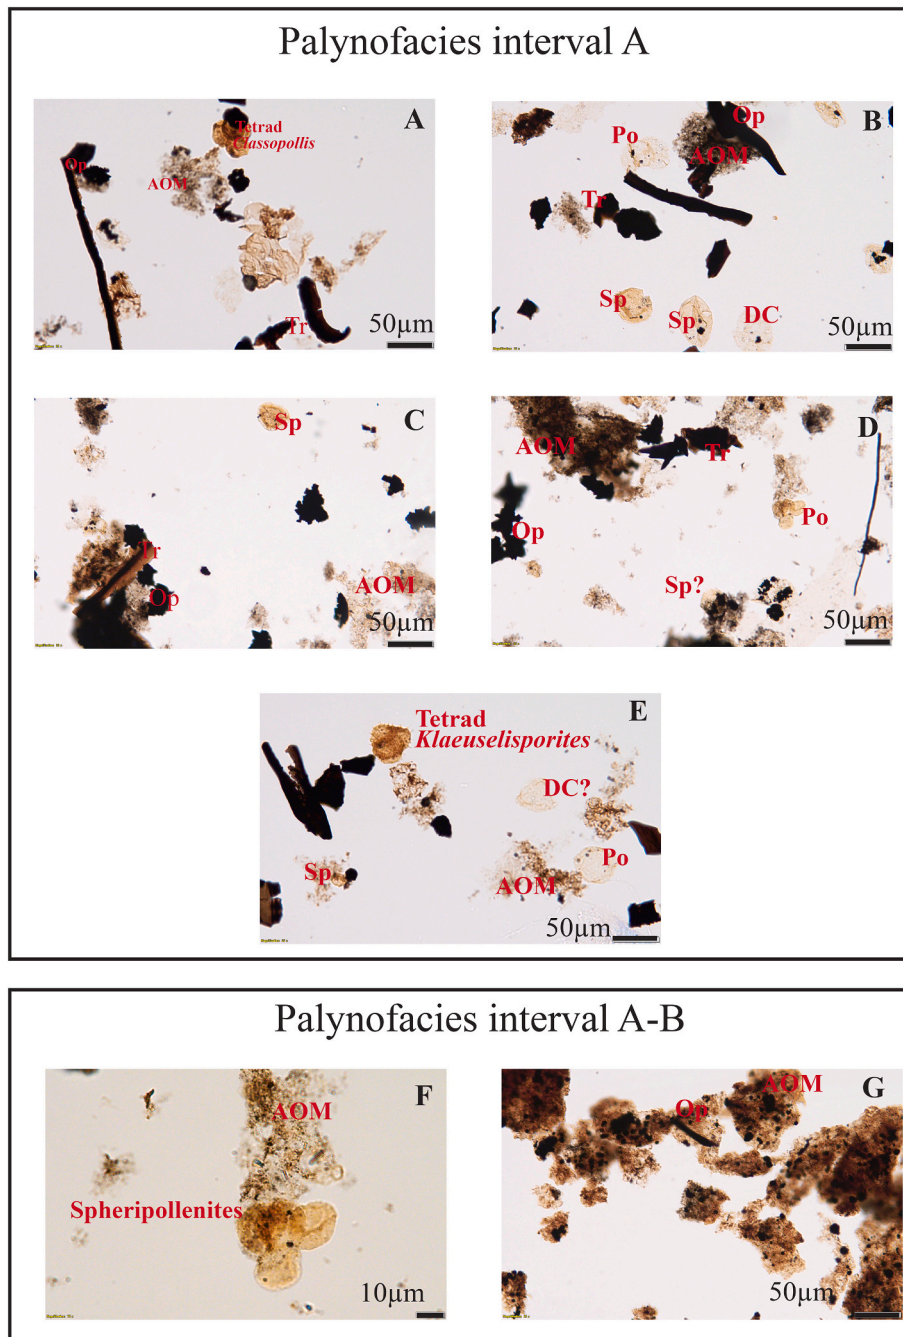 Palynofacies interval A
A
Tetrad
Classopollis
Op
AOM
Tr
50µm
B
Op
Po
AOM
Tr
Sp
Sp
DC
50µm
C
Sp
Tr
Op
AOM
50µm
D
AOM
Tr
Op
Po
Sp?
50µm
E
Tetrad
Klaeuselisporites
DC?
Sp
Po
AOM
50µm
Palynofacies interval A-B
F
AOM
Spheripollenites
10µm
G
AOM
Op
50µm